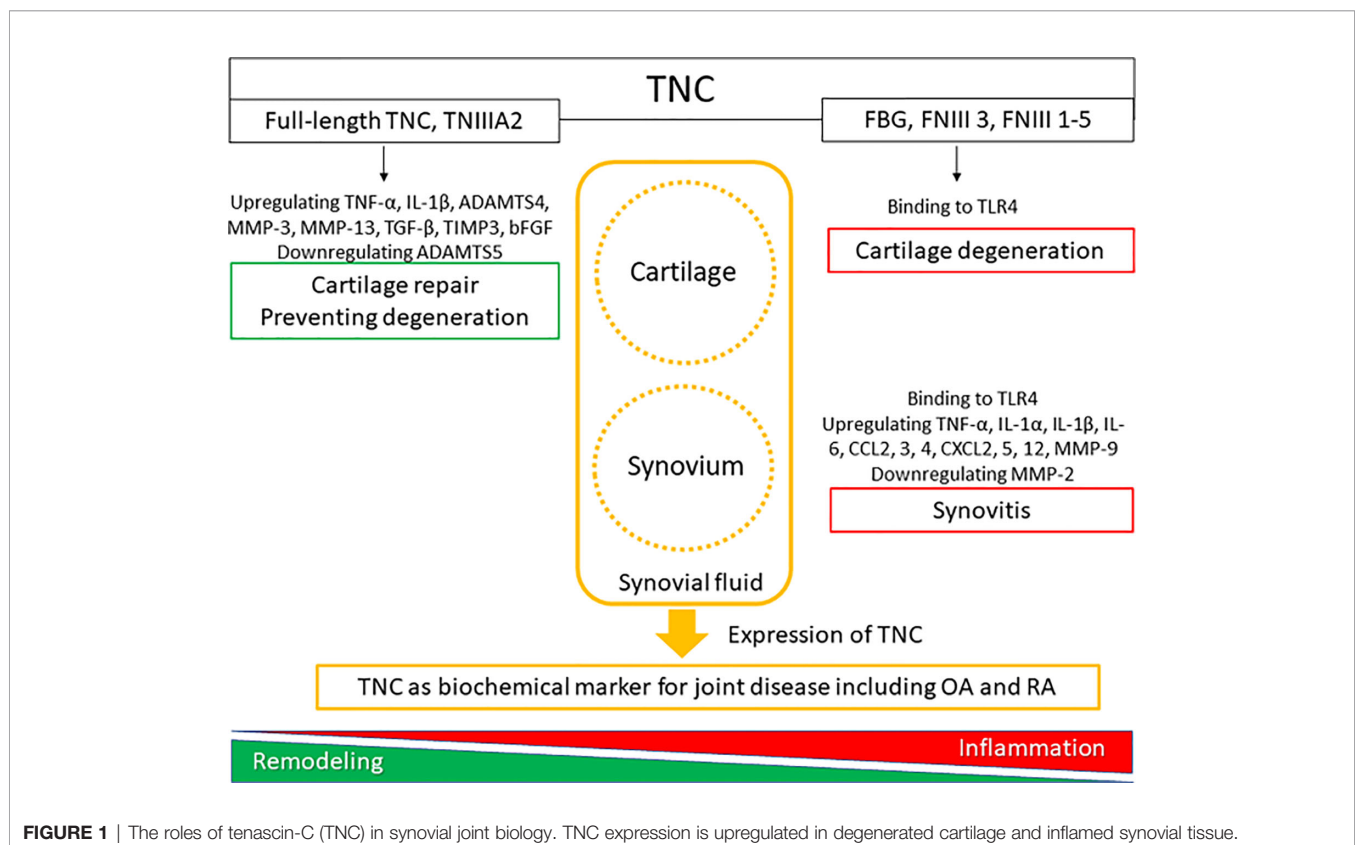 TNC
Full-length TNC, TNIIIA2
FBG, FNIII 3, FNIII 1-5
Upregulating TNF-α, IL-1β, ADAMTS4,
MMP-3, MMP-13, TGF-β, TIMP3, bFGF
Downregulating ADAMTS5
Cartilage repair
Preventing degeneration
Binding to TLR4
Cartilage degeneration
Cartilage
Synovium
Synovial fluid
Binding to TLR4
Upregulating TNF-α, IL-1α, IL-1β, IL-
6, CCL2, 3, 4, CXCL2, 5, 12, MMP-9
Downregulating MMP-2
Synovitis
Expression of TNC
TNC as biochemical marker for joint disease including OA and RA
Inflammation
Remodeling
FIGURE 1 | The roles of tenascin-C (TNC) in synovial joint biology. TNC expression is upregulated in degenerated cartilage and inflamed synovial tissue.